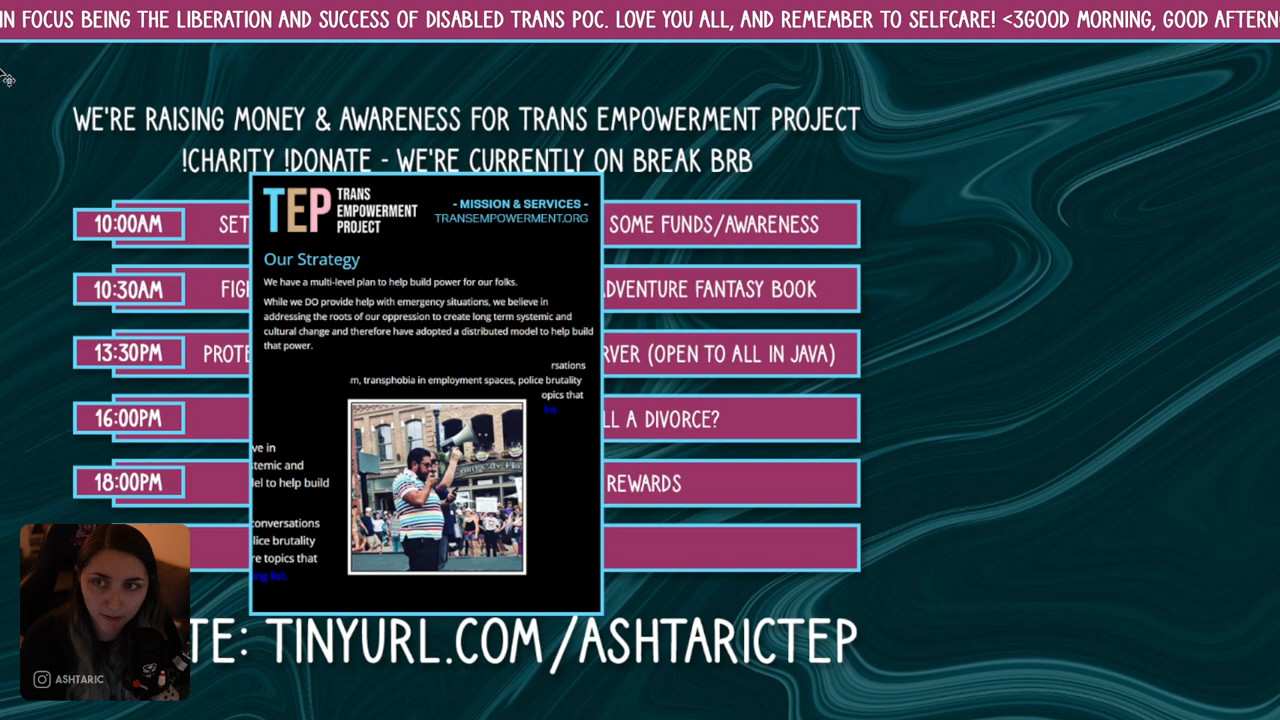 IN FOCUS BEING THE LIBERATION AND SUCCESS OF DISABLED TRANS POC. LOVE YOU ALL, AND REMEMBER TO SELFCARE! <3GOOD MORNING, GOOD AFTERN
WE'RE RAISING MONEY & AWARENESS FOR TRANS EMPOWERMENT PROJECT
!CHARITY !DONATE - WE'RE CURRENTLY ON BREAK BRB
10:00AM SET SOME FUNDS/AWARENESS
10:30AM FIGH DVENTURE FANTASY BOOK
13:30PM PROTE RVER (OPEN TO ALL IN JAVA)
16:00PM LL A DIVORCE?
18:00PM REWARDS
TEP TRANS
EMPOWERMENT
PROJECT
- MISSION & SERVICES -
TRANSEMPOWERMENT.ORG
Our Strategy
We have a multi-level plan to help build power for our folks.
While we DO provide help with emergency situations, we believe in
addressing the roots of our oppression to create long term systemic and
cultural change and therefore have adopted a distributed model to help build
that power.
rsations
m, transphobia in employment spaces, police brutality
opics that
list.
ve in
stemic and
del to help build
conversations
lice brutality
re topics that
ng list.
TE: TINYURL.COM/ASHTARICTEP
ASHTARIC